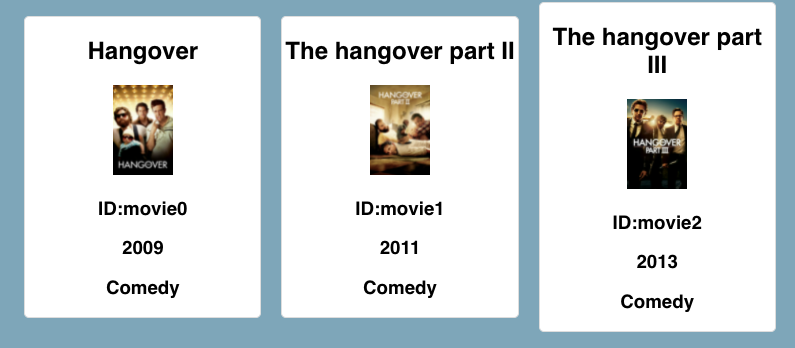 Hangover
HANGOVER
ID:movie0
2009
Comedy
The hangover part II
HANGOVER
PART II
ID:movie1
2011
Comedy
The hangover part
III
HANGOVER
PART III
ID:movie2
2013
Comedy